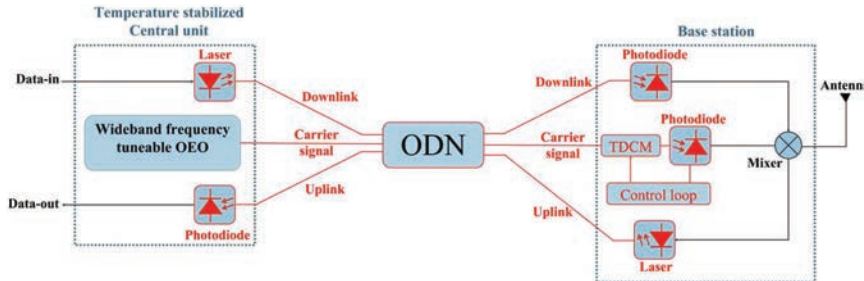 Temperature stabilized
Central unit
Laser
Data-in
Downlink
Wideband frequency
tuneable OEO
Carrier
signal
Uplink
Data-out
Photodiode
ODN
Base station
Photodiode
Downlink
Antenn
Photodiode
Carrier
signal
TDCM
Mixer
Control loop
Uplink
Laser